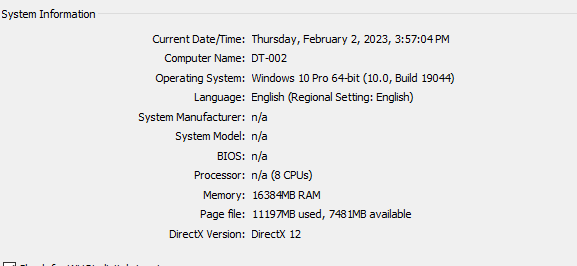 System Information
Current Date/Time: Thursday, February 2, 2023, 3:57:04 PM
Computer Name: DT-002
Operating System: Windows 10 Pro 64-bit (10.0, Build 19044)
Language: English (Regional Setting: English)
System Manufacturer: n/a
System Model: n/a
BIOS: n/a
Processor: n/a (8 CPUs)
Memory: 16384MB RAM
Page file: 11197MB used, 7481MB available
DirectX Version: DirectX 12